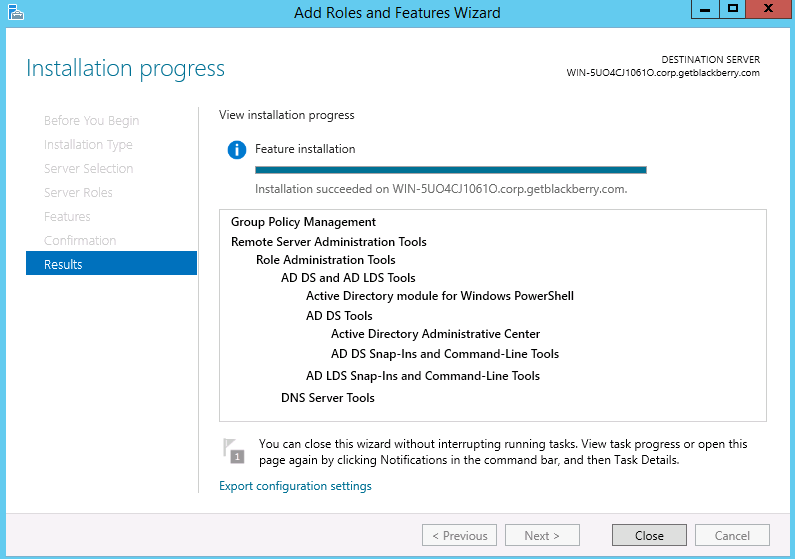 Add Roles and Features Wizard
Installation progress
DESTINATION SERVER
WIN-5UO4CJ1061O.corp.getblackberry.com
Before You Begin
Installation Type
Server Selection
Server Roles
Features
Confirmation
Results
View installation progress
Feature installation
Installation succeeded on WIN-5UO4CJ1061O.corp.getblackberry.com.
Group Policy Management
Remote Server Administration Tools
Role Administration Tools
AD DS and AD LDS Tools
Active Directory module for Windows PowerShell
AD DS Tools
Active Directory Administrative Center
AD DS Snap-Ins and Command-Line Tools
AD LDS Snap-Ins and Command-Line Tools
DNS Server Tools
1
You can close this wizard without interrupting running tasks. View task progress or open this
page again by clicking Notifications in the command bar, and then Task Details.
Export configuration settings
< Previous
Next >
Close
Cancel